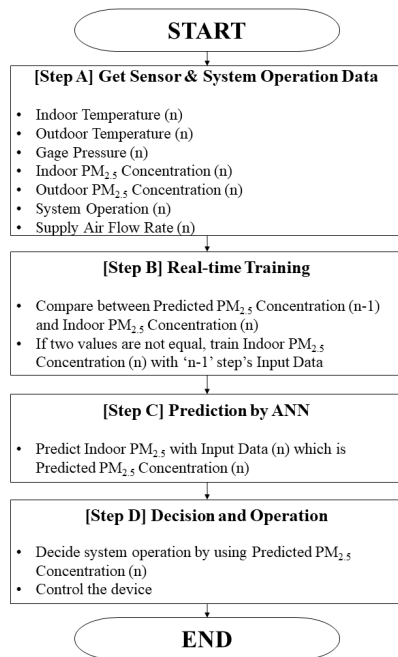 START
[Step A] Get Sensor & System Operation Data
• Indoor Temperature (n)
• Outdoor Temperature (n)
• Gage Pressure (n)
• Indoor PM2.5 Concentration (n)
• Outdoor PM2.5 Concentration (n)
• System Operation (n)
• Supply Air Flow Rate (n)
[Step B] Real-time Training
• Compare between Predicted PM2.5 Concentration (n-1)
and Indoor PM2.5 Concentration (n)
• If two values are not equal, train Indoor PM2.5
Concentration (n) with ‘n-1’ step’s Input Data
[Step C] Prediction by ANN
• Predict Indoor PM2.5 with Input Data (n) which is
Predicted PM2.5 Concentration (n)
[Step D] Decision and Operation
• Decide system operation by using Predicted PM2.5
Concentration (n)
• Control the device
END